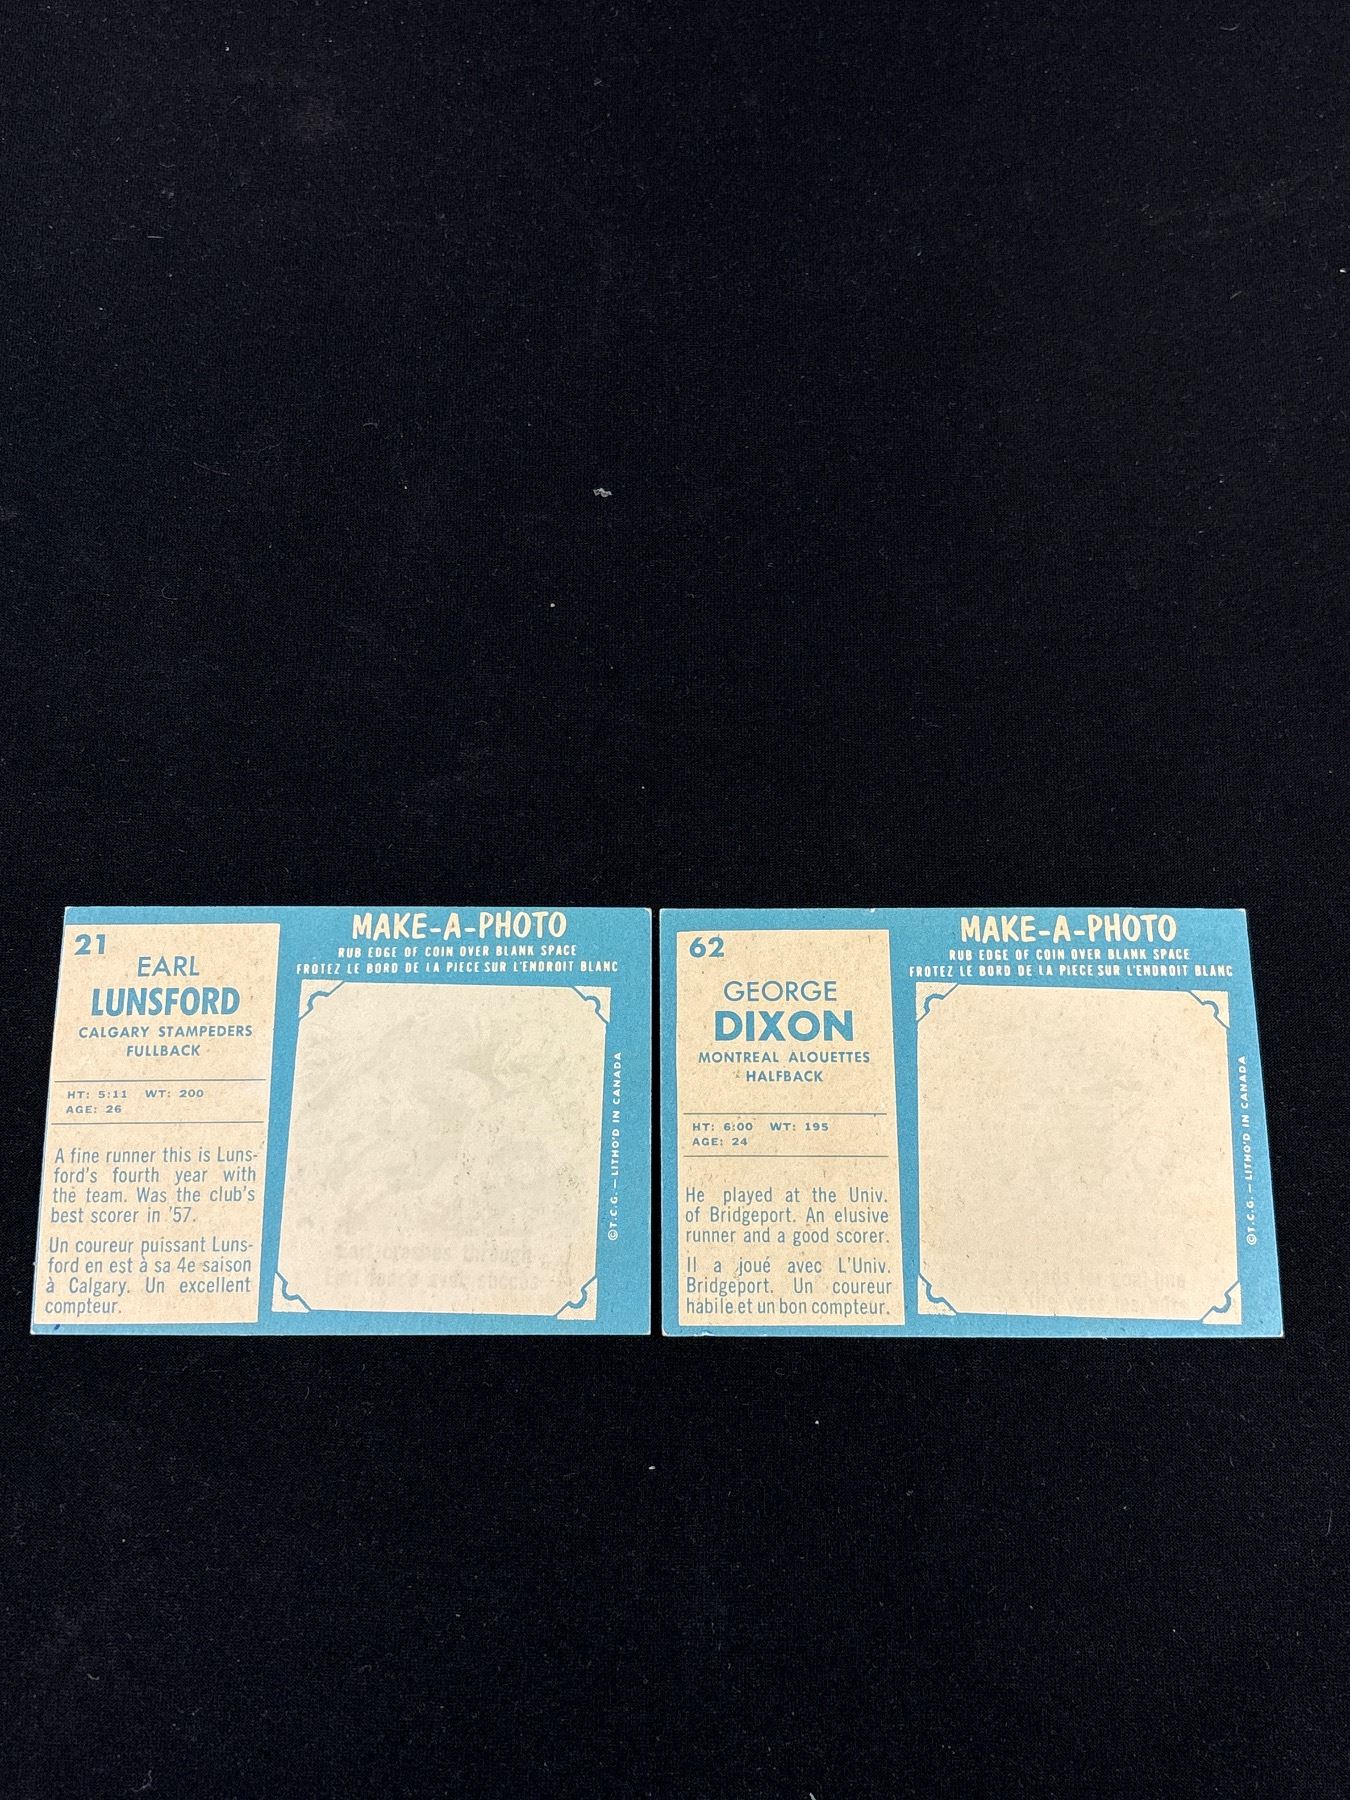 21
EARL
LUNSFORD
CALGARY STAMPEDERS
FULLBACK
HT: 5:11 WT: 200
AGE: 26
A fine runner this is Luns-
ford's fourth year with
the team. Was the club's
best scorer in '57.
Un coureur puissant Luns-
ford en est à sa 4e saison
à Calgary. Un excellent
compteur.
MAKE-A-PHOTO
RUB EDGE OF COIN OVER BLANK SPACE
FROTEZ LE BORD DE LA PIECE SUR L'ENDROIT BLANC
©T.C.G. — LITHO'D IN CANADA
62
GEORGE
DIXON
MONTREAL ALOUETTES
HALFBACK
HT: 6:00 WT: 195
AGE: 24
He played at the Univ.
of Bridgeport. An elusive
runner and a good scorer.
Il a joué avec L'Univ.
Bridgeport. Un coureur
habile et un bon compteur.
MAKE-A-PHOTO
RUB EDGE OF COIN OVER BLANK SPACE
FROTEZ LE BORD DE LA PIECE SUR L'ENDROIT BLANC
©T.C.G. — LITHO'D IN CANADA